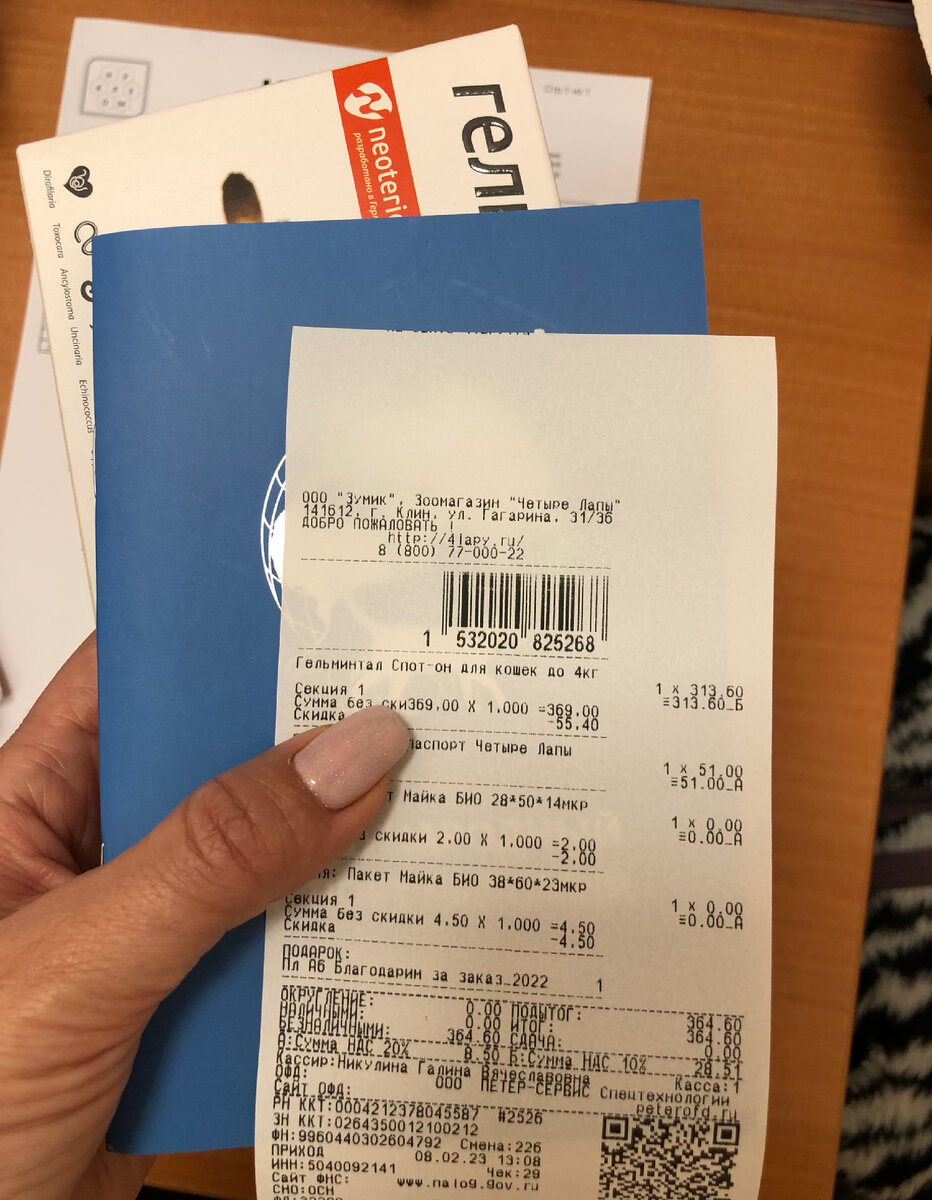 Гел
neoteric
разработано в Гер
Dirofilaria Toxocara Ancylostoma Uncinaria Echinococcus
ООО "Зумик", Зоомагазин "Четыре Лапы"
141612, г. Клин, ул. Гагарина, 31/36
ДОБРО ПОЖАЛОВАТЬ !
http://4lapy.ru/
8 (800) 77-000-22
1 532020 825268
Гельминтал Спот-он для кошек до 4кг
1 x 313.60
Секция 1 =313.60_Б
Сумма без ски369,00 X 1,000 =369,00
Скидка -55,40
паспорт Четыре Лапы
1 x 51.00
=51.00_А
т Майка БИО 28*50*14мкр
1 x 0.00
=0.00_А
з скидки 2.00 X 1.000 =2.00
-2.00
ия: Пакет Майка БИО 38*60*23мкр
1 x 0.00
Секция 1 =0.00_А
Сумма без скидки 4.50 X 1.000 =4.50
Скидка -4.50
ПОДАРОК:
Пл А6 Благодарим за заказ_2022 1
ОКРУГЛЕНИЕ: 0.00 ПОДЫТОГ: 364.60
НАЛИЧНЫМИ: 0.00 ИТОГ: 364.60
БЕЗНАЛИЧНЫМИ: 364.60 СДАЧА: 0.00
А:Сумма НДС 20% 8.50 Б:Сумма НДС 10% 28.51
Кассир:Никулина Галина Вячеславовна Касса:1
ОФД: ООО ПЕТЕР-СЕРВИС Спецтехнологии
Сайт ОФД: peterofd.ru
РН ККТ:0004212378045587 #2526
ЗН ККТ:0264350012100212
ФН:9960440302604792 Смена:226
ПРИХОД 08.02.23 13:08
ИНН:5040092141 Чек:29
Сайт ФНС: www.nalog.gov.ru
СНО:ОСН